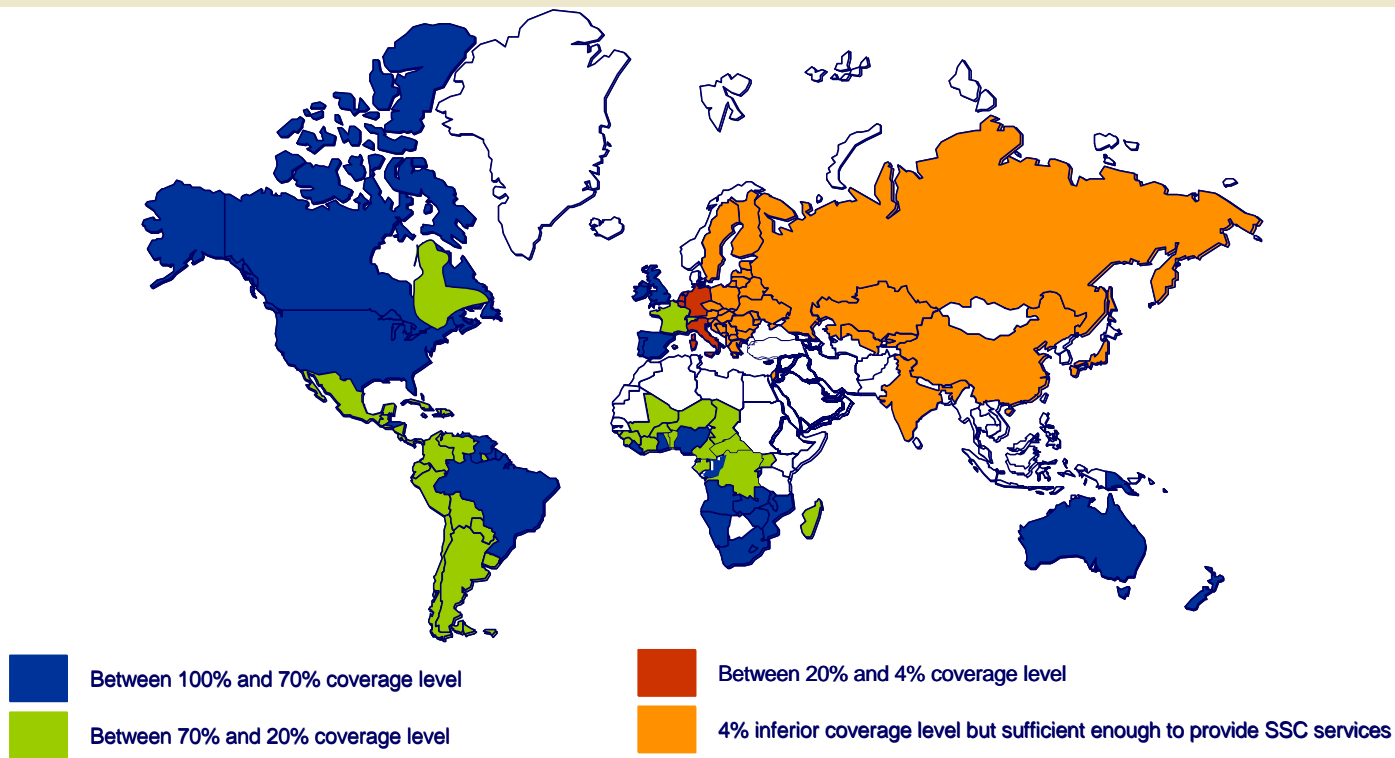 Between 100% and 70% coverage level
Between 70% and 20% coverage level
Between 20% and 4% coverage level
4% inferior coverage level but sufficient enough to provide SSC services